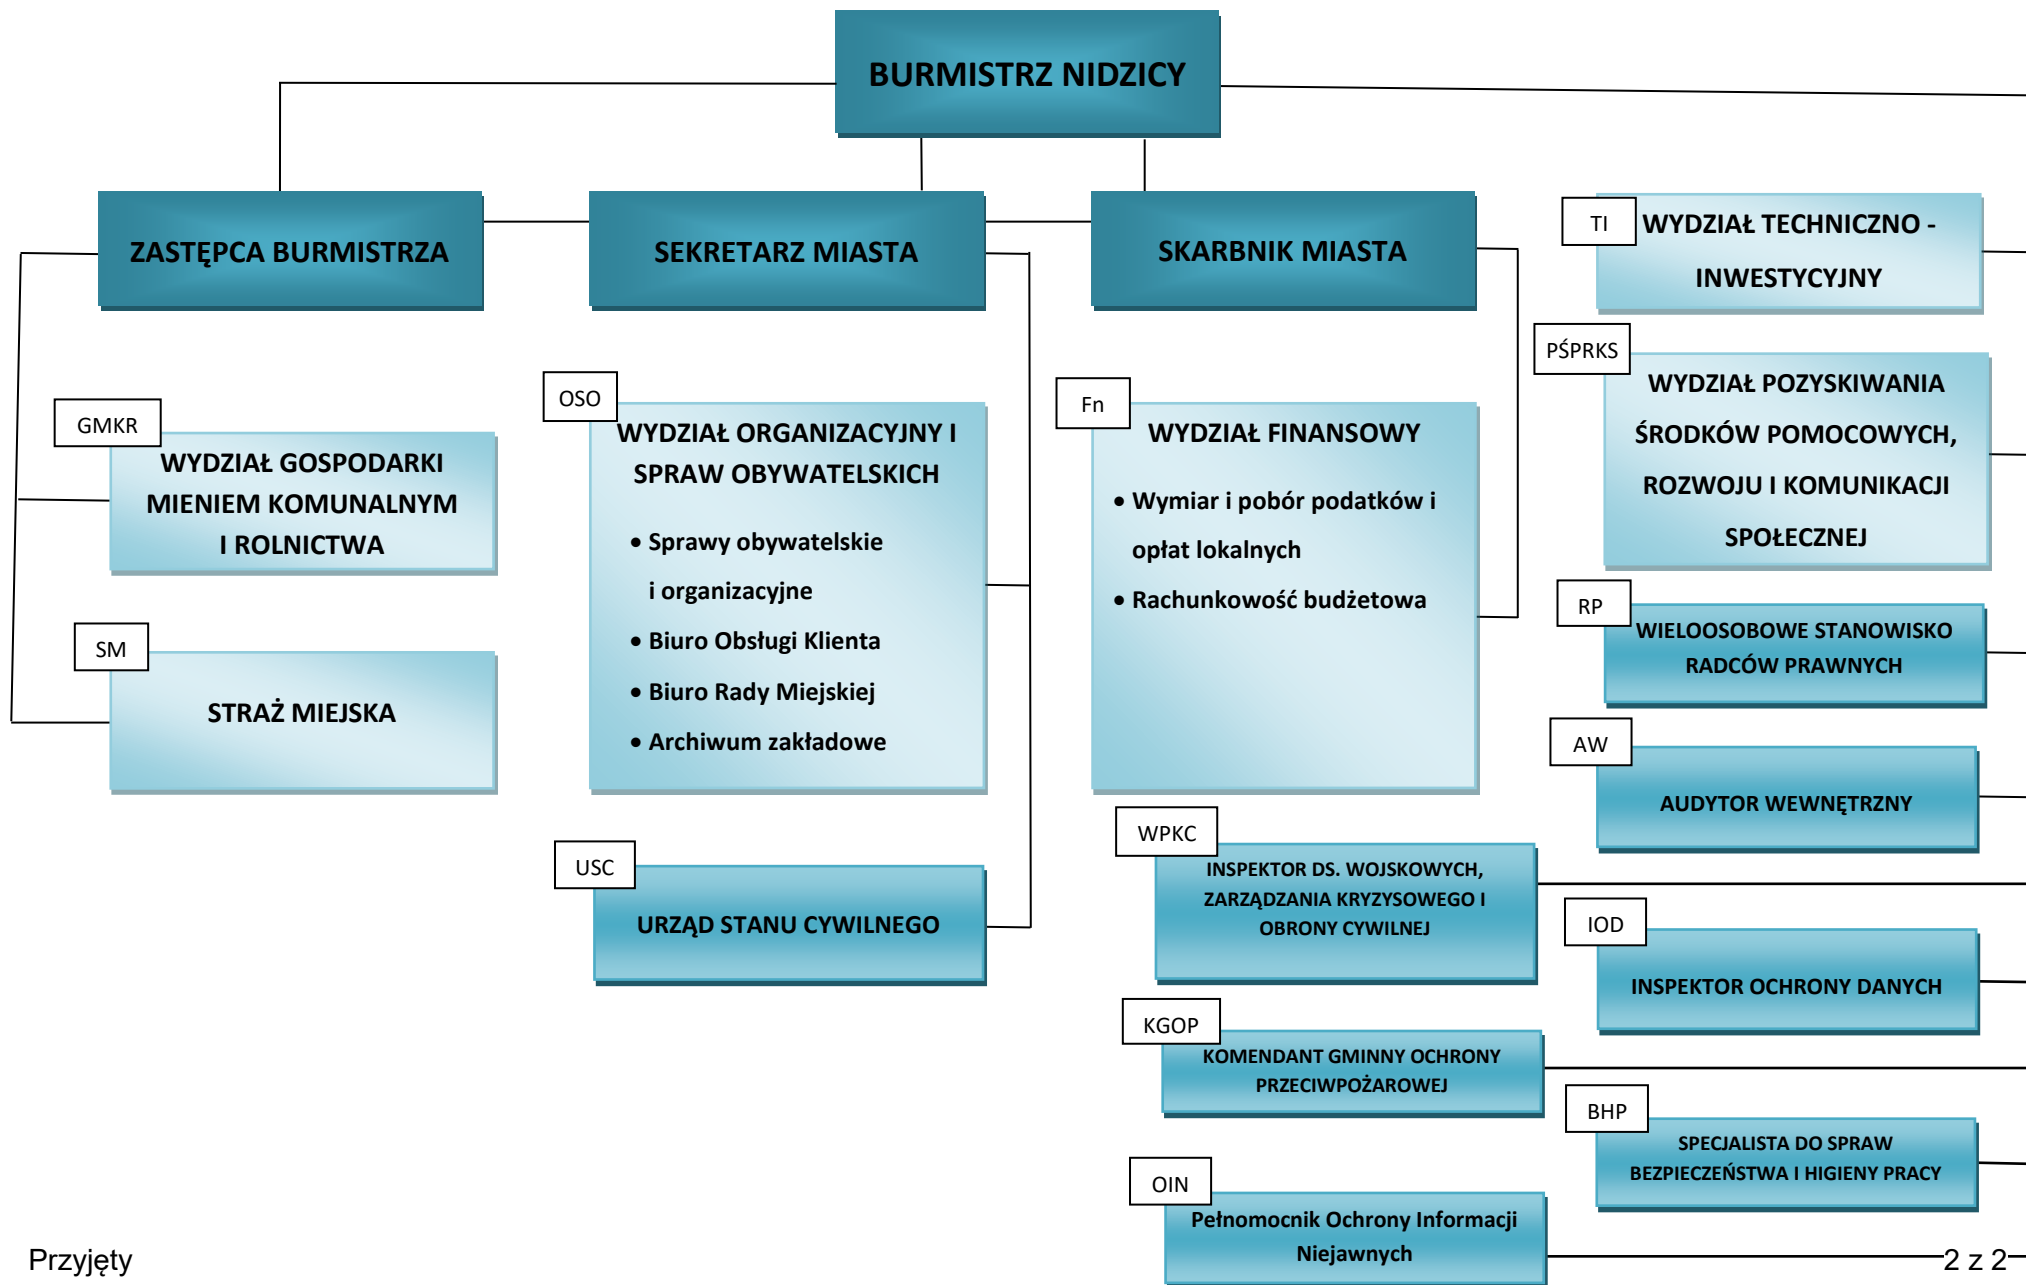 BURMISTRZ NIDZICY
ZASTĘPCA BURMISTRZA
SEKRETARZ MIASTA
SKARBNIK MIASTA
GMKR
WYDZIAŁ GOSPODARKI
MIENIEM KOMUNALNYM
I ROLNICTWA
SM
STRAŻ MIEJSKA
OSO
WYDZIAŁ ORGANIZACYJNY I
SPRAW OBYWATELSKICH
• Sprawy obywatelskie
i organizacyjne
• Biuro Obsługi Klienta
• Biuro Rady Miejskiej
• Archiwum zakładowe
USC
URZĄD STANU CYWILNEGO
Fn
WYDZIAŁ FINANSOWY
• Wymiar i pobór podatków i
opłat lokalnych
• Rachunkowość budżetowa
TI
WYDZIAŁ TECHNICZNO -
INWESTYCYJNY
PŚPRKS
WYDZIAŁ POZYSKIWANIA
ŚRODKÓW POMOCOWYCH,
ROZWOJU I KOMUNIKACJI
SPOŁECZNEJ
RP
WIELOOSOBOWE STANOWISKO
RADCÓW PRAWNYCH
AW
AUDYTOR WEWNĘTRZNY
WPKC
INSPEKTOR DS. WOJSKOWYCH,
ZARZĄDZANIA KRYZYSOWEGO I
OBRONY CYWILNEJ
IOD
INSPEKTOR OCHRONY DANYCH
KGOP
KOMENDANT GMINNY OCHRONY
PRZECIWPOŻAROWEJ
BHP
SPECJALISTA DO SPRAW
BEZPIECZEŃSTWA I HIGIENY PRACY
OIN
Pełnomocnik Ochrony Informacji
Niejawnych
Przyjęty
2 z 2